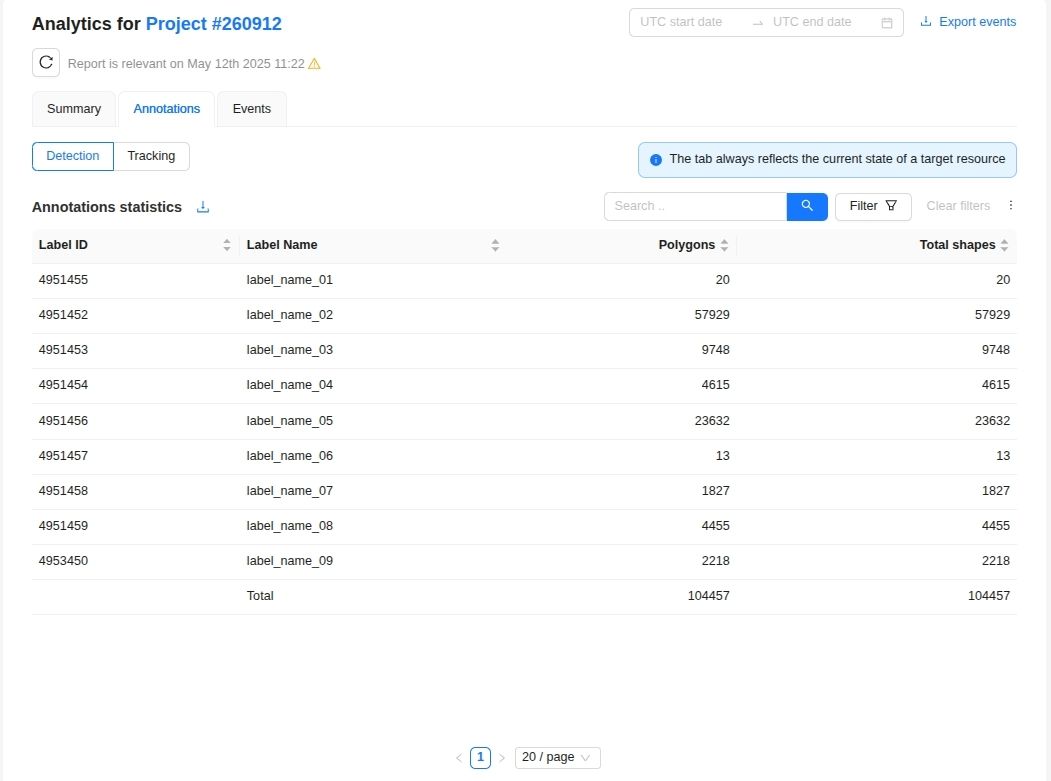 Analytics for Project #260912
UTC start date UTC end date Export events
Report is relevant on May 12th 2025 11:22
Summary Annotations Events
Detection Tracking
The tab always reflects the current state of a target resource
Annotations statistics
Search .. Filter Clear filters
Label ID Label Name Polygons Total shapes
4951455 label_name_01 20 20
4951452 label_name_02 57929 57929
4951453 label_name_03 9748 9748
4951454 label_name_04 4615 4615
4951456 label_name_05 23632 23632
4951457 label_name_06 13 13
4951458 label_name_07 1827 1827
4951459 label_name_08 4455 4455
4953450 label_name_09 2218 2218
Total 104457 104457
1 20 / page